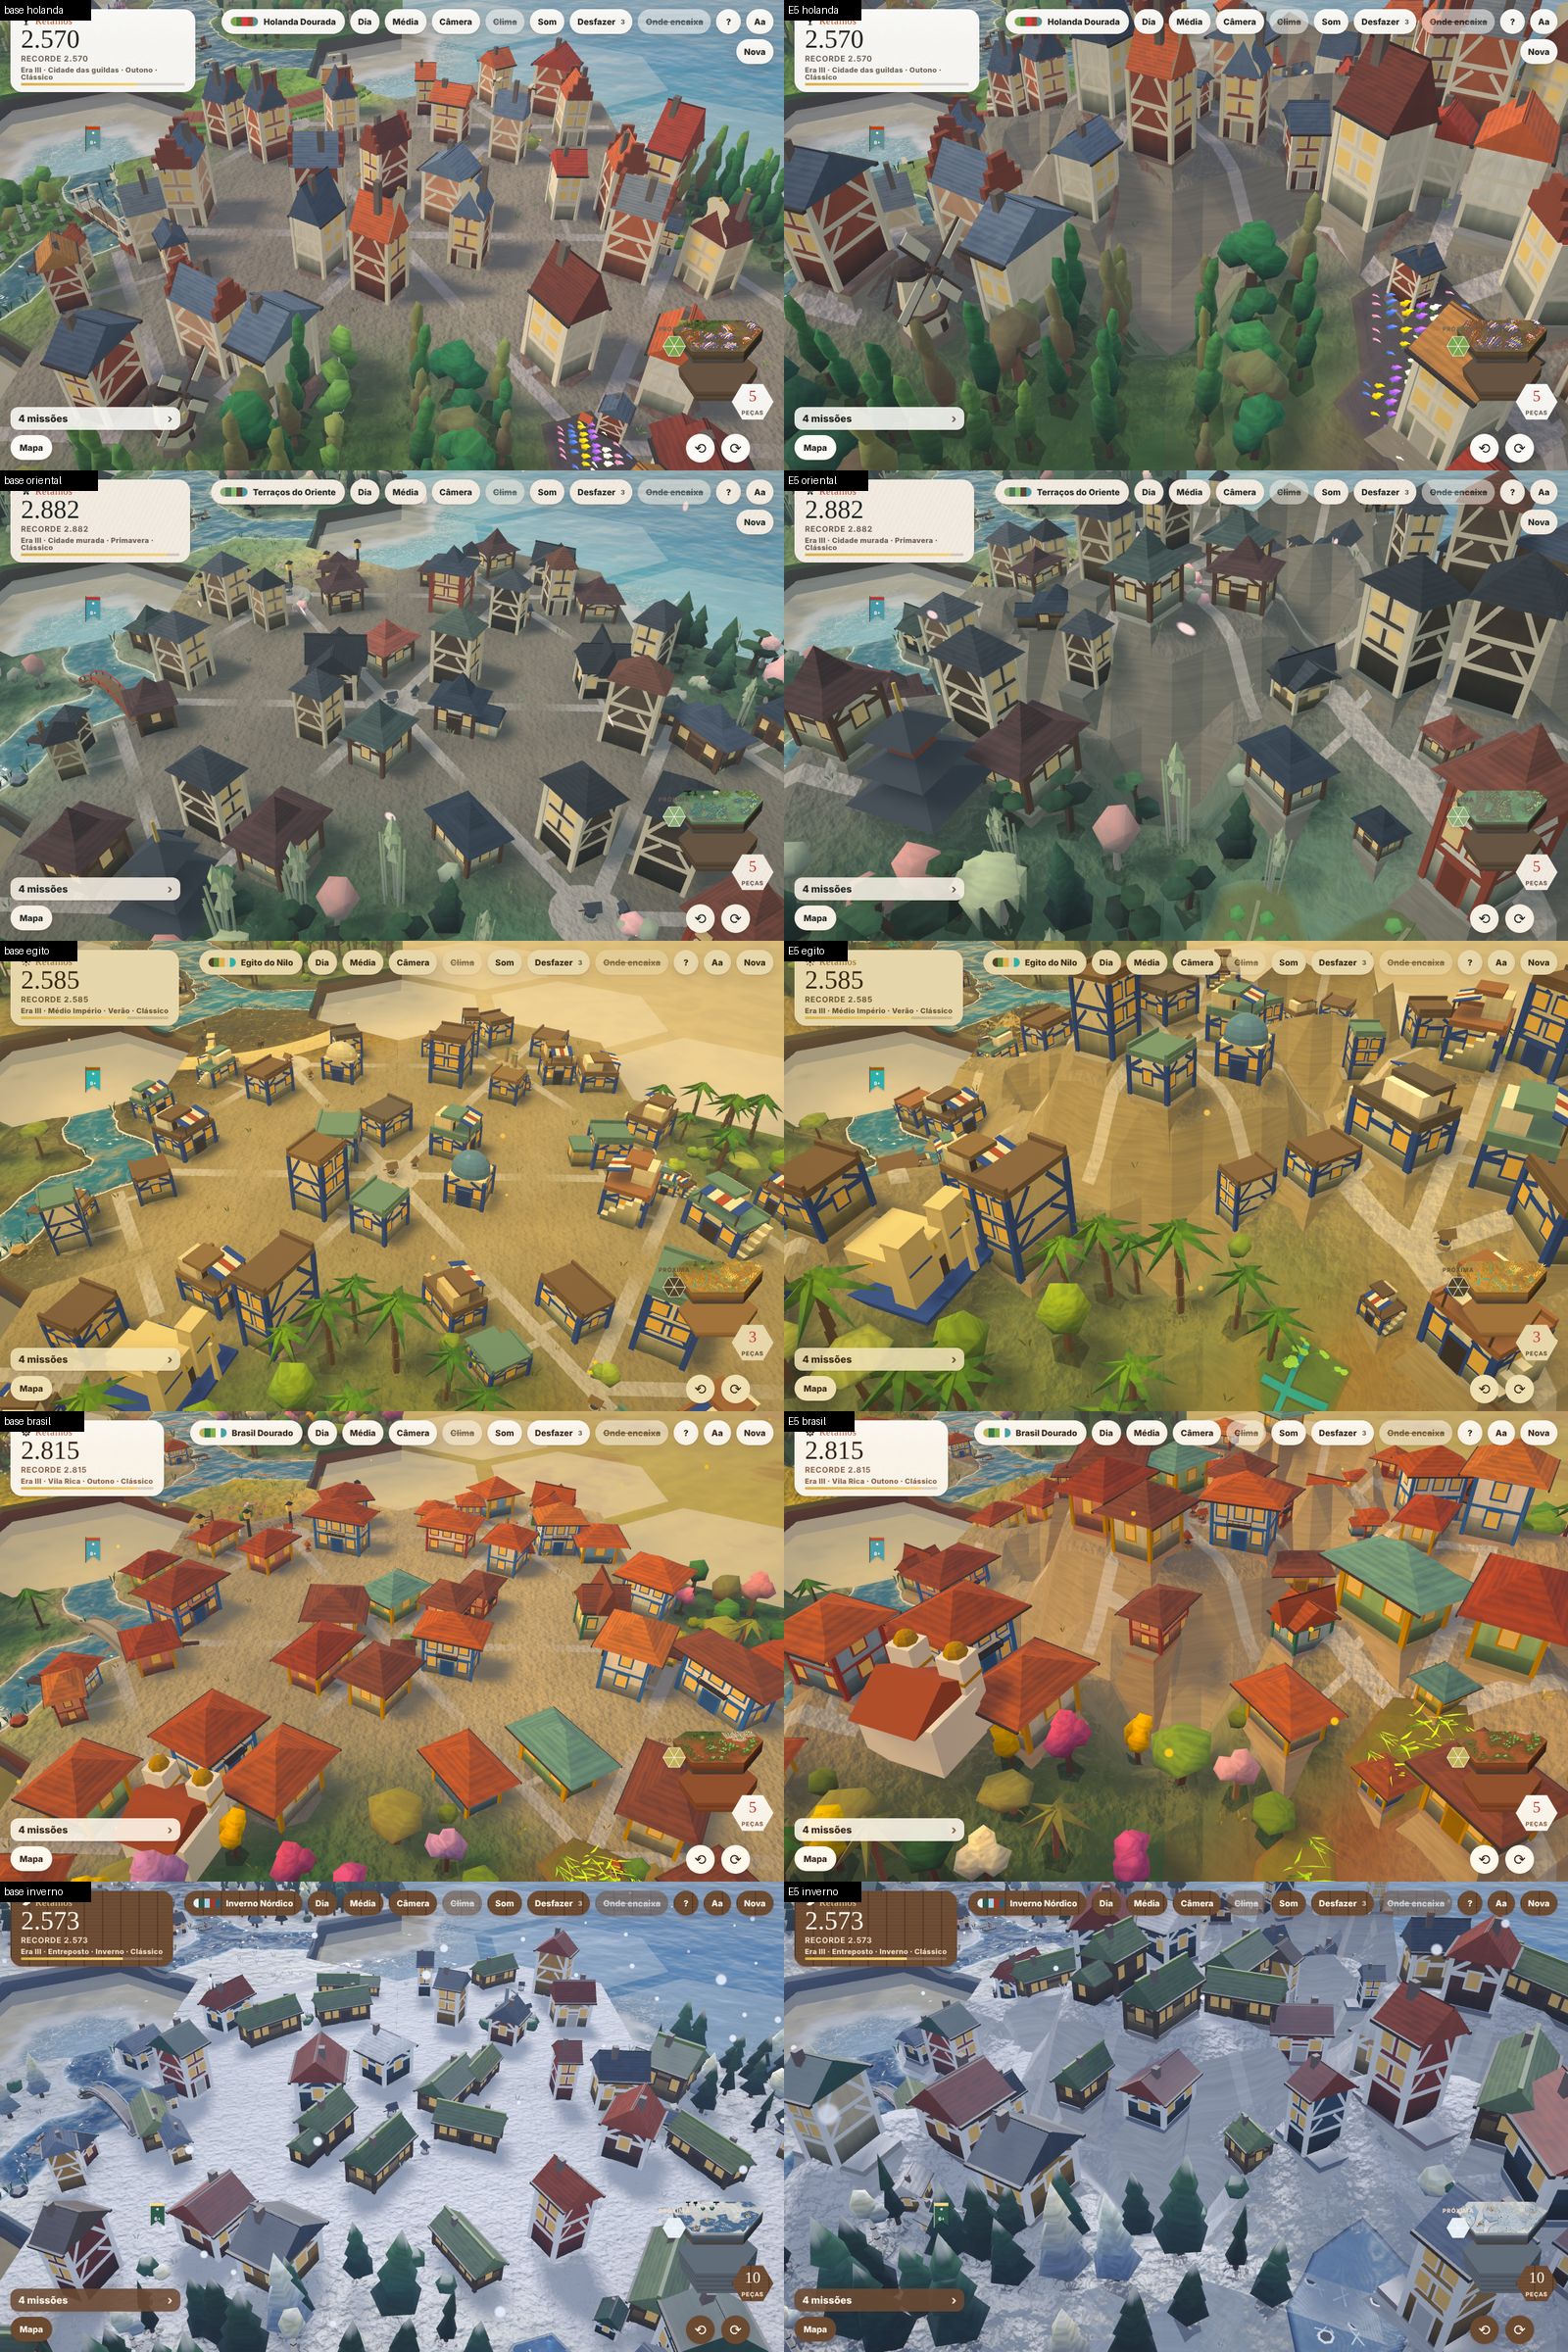 base holanda
Retalhos
2.570
RECORDE 2.570
Era III · Cidade das guildas · Outono ·
Clássico
Holanda Dourada
Dia
Média
Câmera
Clima
Som
Desfazer 3
Onde encaixa
?
Aa
Nova
5
PEÇAS
4 missões ›
Mapa
E5 holanda
2.570
RECORDE 2.570
Era III · Cidade das guildas · Outono ·
Clássico
Holanda Dourada
Dia
Média
Câmera
Clima
Som
Desfazer 3
Onde encaixa
?
Aa
Nova
5
PEÇAS
4 missões ›
Mapa
base oriental
2.882
RECORDE 2.882
Era III · Cidade murada · Primavera ·
Clássico
Terraços do Oriente
Dia
Média
Câmera
Clima
Som
Desfazer 3
Onde encaixa
?
Aa
Nova
5
PEÇAS
4 missões ›
Mapa
E5 oriental
2.882
RECORDE 2.882
Era III · Cidade murada · Primavera ·
Clássico
Terraços do Oriente
Dia
Média
Câmera
Clima
Som
Desfazer 3
Onde encaixa
?
Aa
Nova
5
PEÇAS
4 missões ›
Mapa
base egito
2.585
RECORDE 2.585
Era III · Médio Império · Verão · Clássico
Egito do Nilo
Dia
Média
Câmera
Clima
Som
Desfazer 3
Onde encaixa
?
Aa
Nova
PRÓXIMA
3
PEÇAS
4 missões ›
Mapa
E5 egito
2.585
RECORDE 2.585
Era III · Médio Império · Verão · Clássico
Egito do Nilo
Dia
Média
Câmera
Clima
Som
Desfazer 3
Onde encaixa
?
Aa
Nova
PRÓXIMA
3
PEÇAS
4 missões ›
Mapa
base brasil
2.815
RECORDE 2.815
Era III · Vila Rica · Outono · Clássico
Brasil Dourado
Dia
Média
Câmera
Clima
Som
Desfazer 3
Onde encaixa
?
Aa
Nova
5
PEÇAS
4 missões ›
Mapa
E5 brasil
2.815
RECORDE 2.815
Era III · Vila Rica · Outono · Clássico
Brasil Dourado
Dia
Média
Câmera
Clima
Som
Desfazer 3
Onde encaixa
?
Aa
Nova
5
PEÇAS
4 missões ›
Mapa
base inverno
2.573
RECORDE 2.573
Era III · Entreposto · Inverno · Clássico
Inverno Nórdico
Dia
Média
Câmera
Clima
Som
Desfazer 3
Onde encaixa
?
Aa
Nova
10
PEÇAS
4 missões ›
Mapa
E5 inverno
2.573
RECORDE 2.573
Era III · Entreposto · Inverno · Clássico
Inverno Nórdico
Dia
Média
Câmera
Clima
Som
Desfazer 3
Onde encaixa
?
Aa
Nova
PRÓXIMA
10
PEÇAS
4 missões ›
Mapa